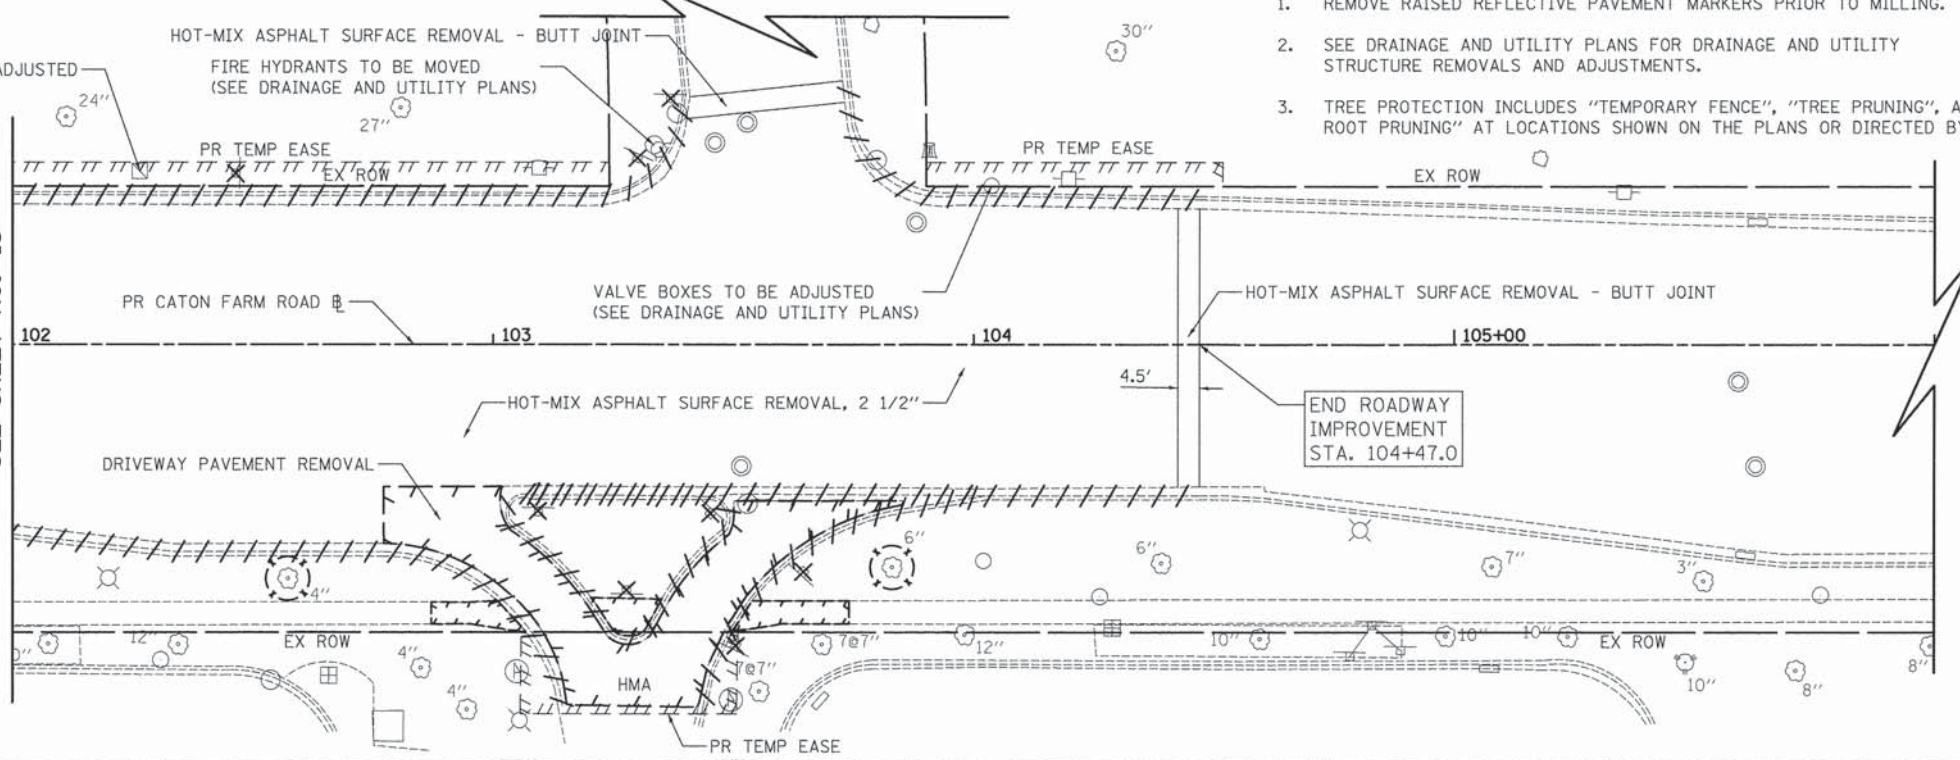 1. REMOVE RAISED REFLECTIVE PAVEMENT MARKERS PRIOR TO MILLING.
2. SEE DRAINAGE AND UTILITY PLANS FOR DRAINAGE AND UTILITY
STRUCTURE REMOVALS AND ADJUSTMENTS.
3. TREE PROTECTION INCLUDES "TEMPORARY FENCE", "TREE PRUNING",
ROOT PRUNING" AT LOCATIONS SHOWN ON THE PLANS OR DIRECTED
HOT-MIX ASPHALT SURFACE REMOVAL - BUTT JOINT
30"
ADJUSTED
FIRE HYDRANTS TO BE MOVED
(SEE DRAINAGE AND UTILITY PLANS)
24"
27"
PR TEMP EASE
PR TEMP EASE
EX ROW
EX ROW
PR CATON FARM ROAD ℄
VALVE BOXES TO BE ADJUSTED
(SEE DRAINAGE AND UTILITY PLANS)
HOT-MIX ASPHALT SURFACE REMOVAL - BUTT JOINT
102
103
104
105+00
4.5'
HOT-MIX ASPHALT SURFACE REMOVAL, 2 1/2"
END ROADWAY
IMPROVEMENT
STA. 104+47.0
DRIVEWAY PAVEMENT REMOVAL
6"
6"
7"
3"
4"
12"
EX ROW
4"
7@7"
12"
10"
10"
10"
EX ROW
7@7"
4"
HMA
10"
8"
8"
PR TEMP EASE